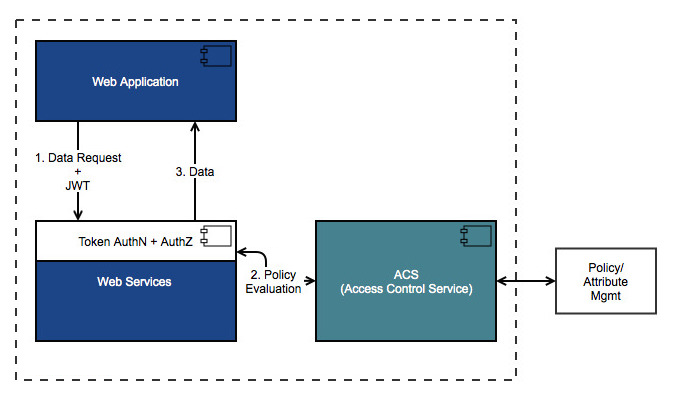 Web Application
1. Data Request
+
JWT
3. Data
Token AuthN + AuthZ
Web Services
2. Policy
Evaluation
ACS
(Access Control Service)
Policy/
Attribute
Mgmt